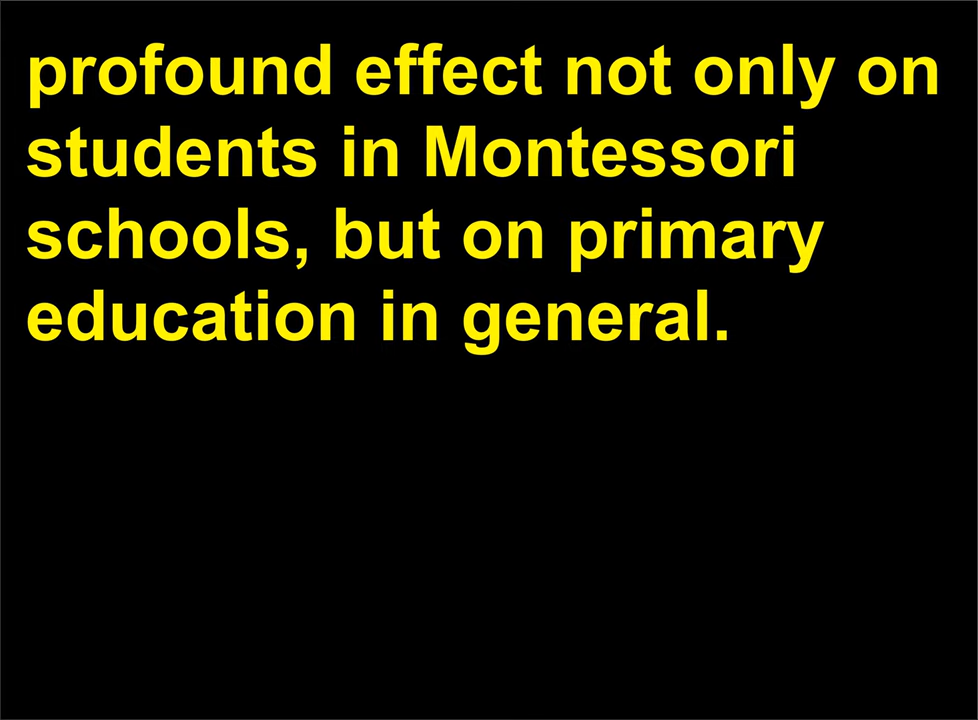 profound effect not only on
students in Montessori
schools, but on primary
education in general.